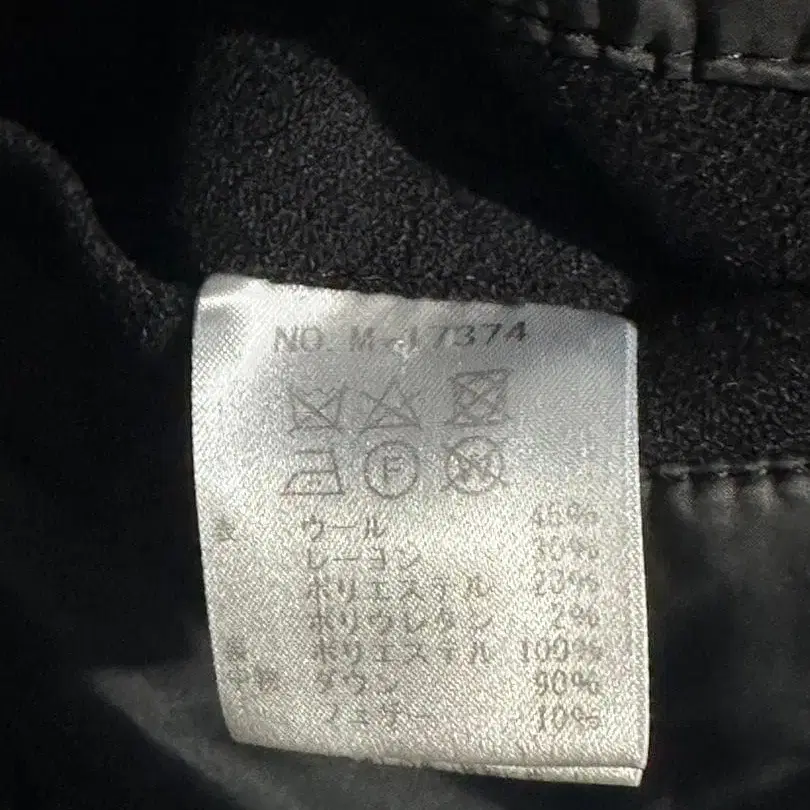 NO. M-17374
F W
表 ウール 45%
レーヨン 30%
ポリエステル 23%
ポリウレタン 2%
裏 ポリエステル 100%
ダウン 90%
フェザー 10%